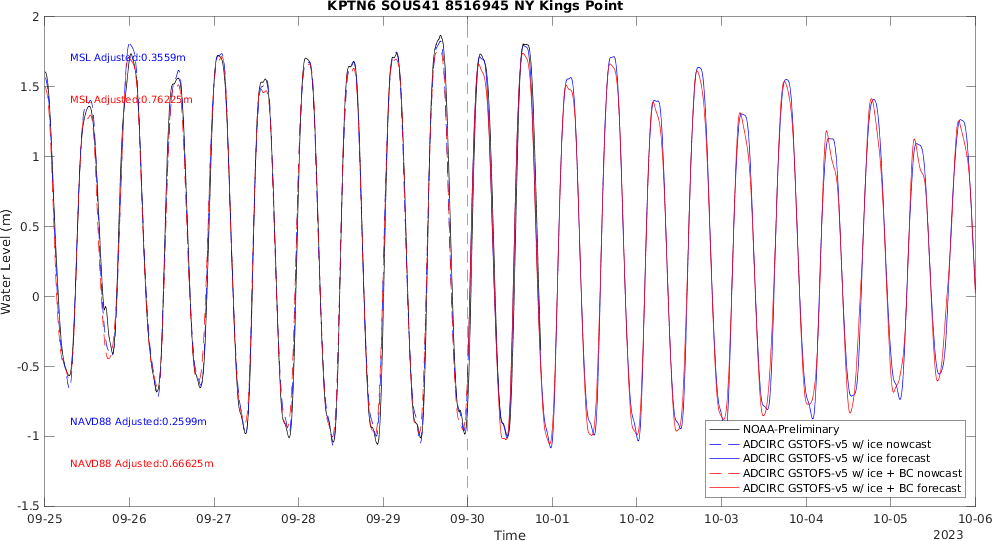 KPTN6 SOUS41 8516945 NY Kings Point
2
1.5
1
0.5
0
-0.5
-1
-1.5
Water Level (m)
MSL Adjusted:0.3559m
MSL Adjusted:0.76225m
NAVD88 Adjusted:0.2599m
NAVD88 Adjusted:0.66625m
NOAA-Preliminary
ADCIRC GSTOFS-v5 w/ ice nowcast
ADCIRC GSTOFS-v5 w/ ice forecast
ADCIRC GSTOFS-v5 w/ ice + BC nowcast
ADCIRC GSTOFS-v5 w/ ice + BC forecast
09-25 09-26 09-27 09-28 09-29 09-30 10-01 10-02 10-03 10-04 10-05 10-06
Time
2023